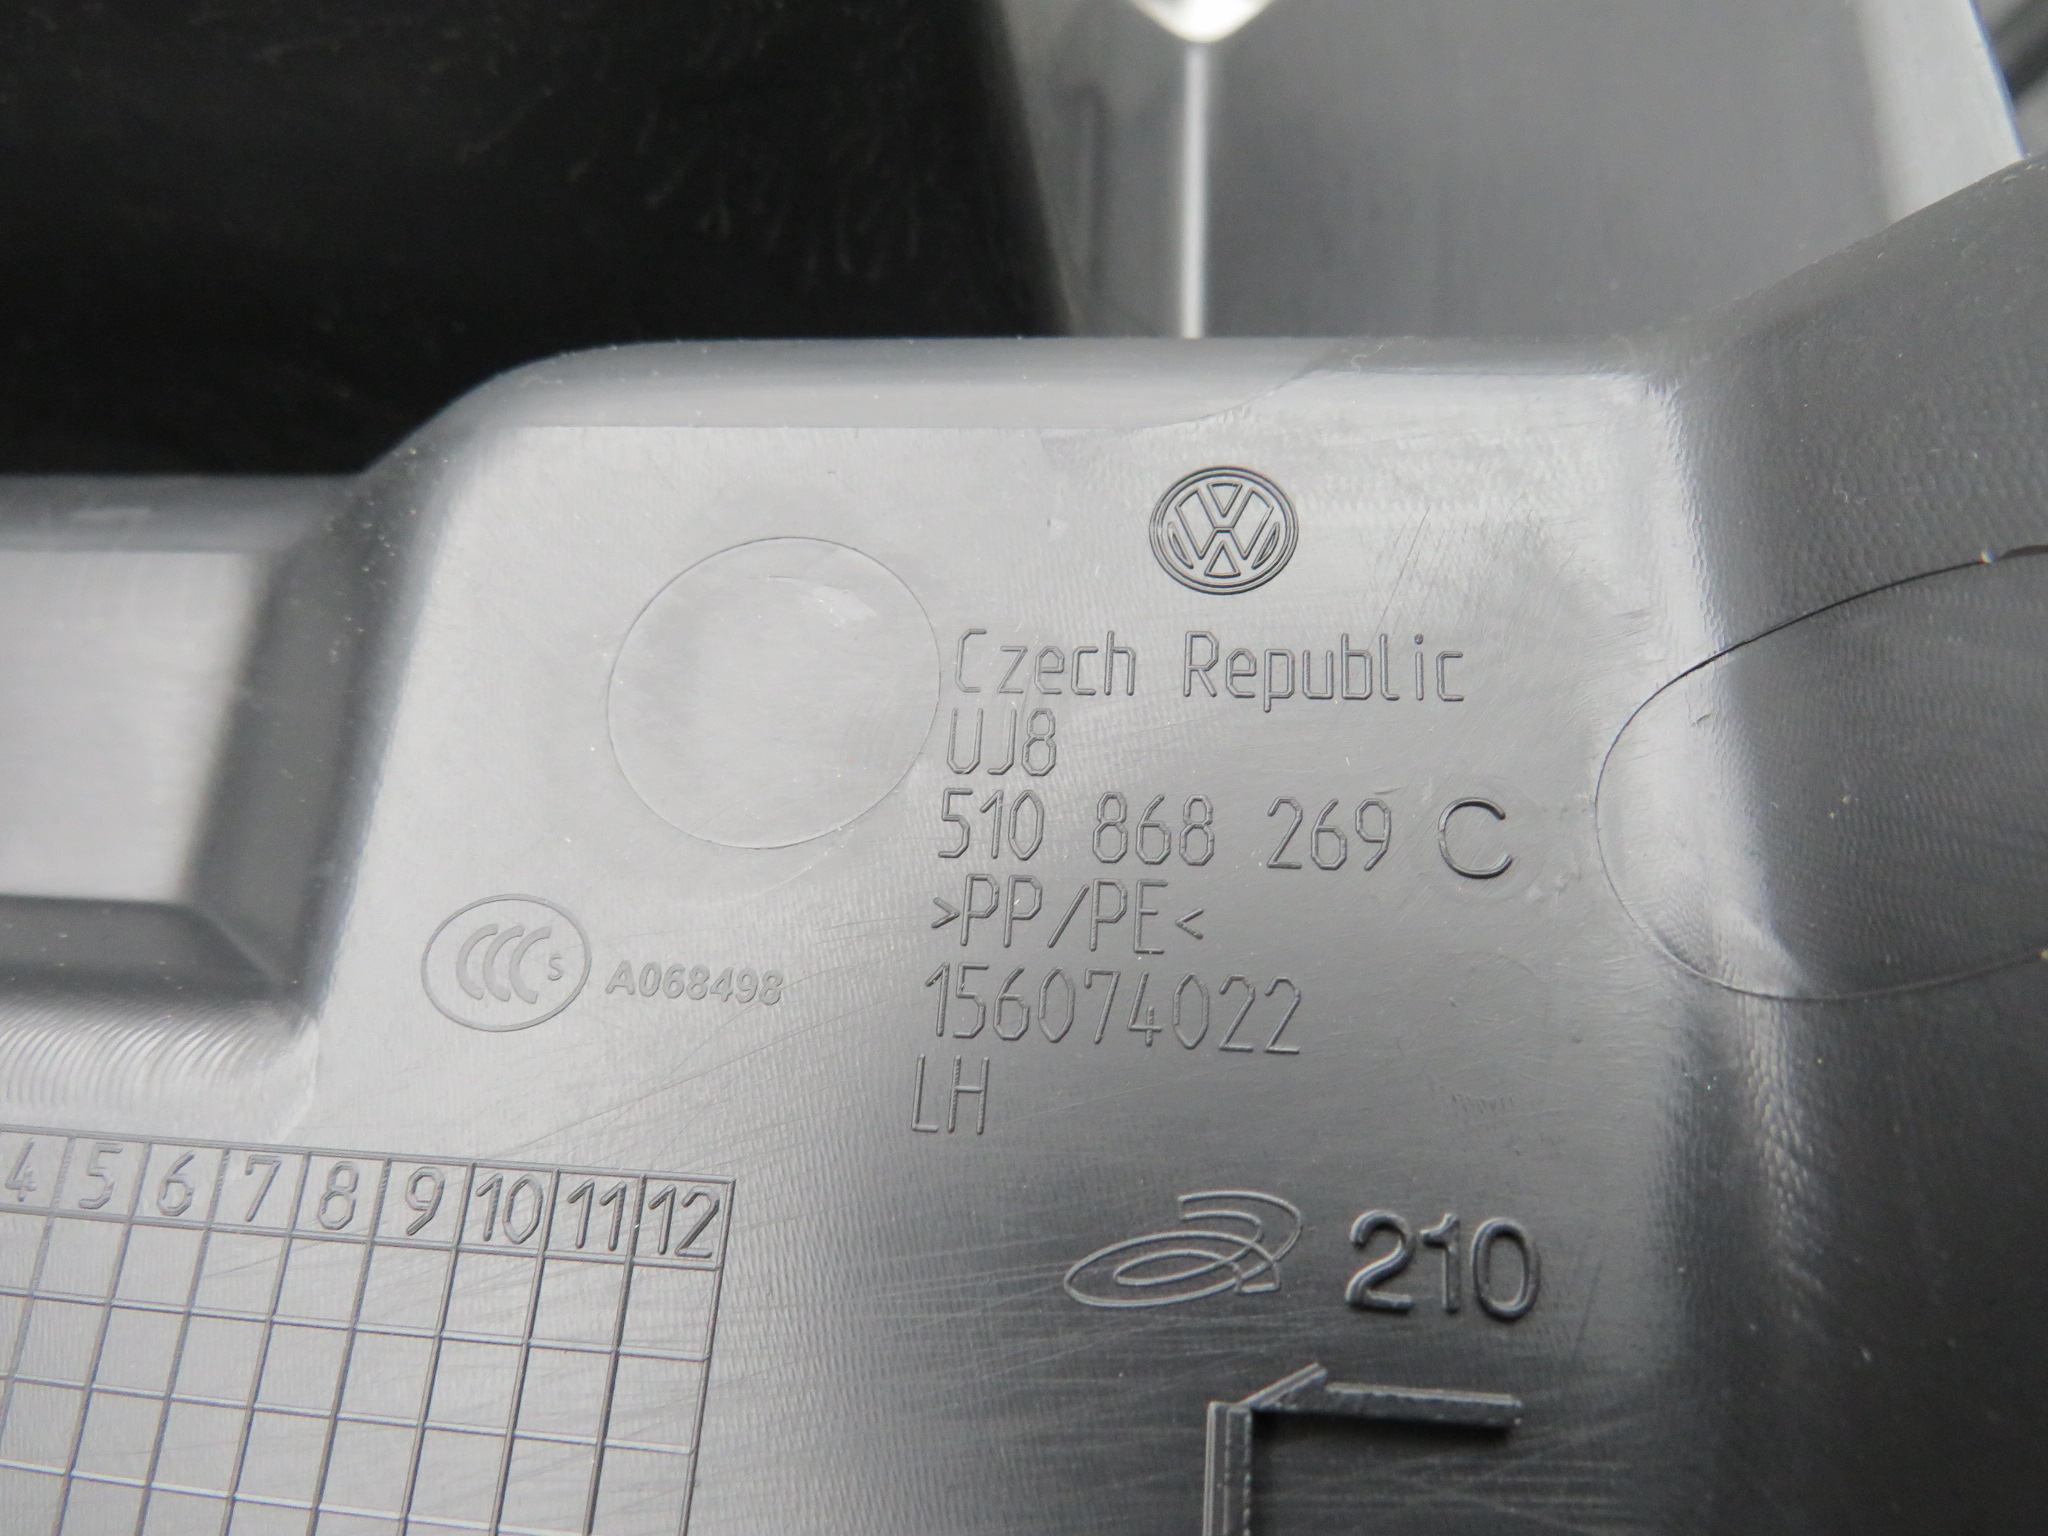 Czech Republic
UJ8
510 868 269 C
>PP/PE<
156074022
LH
CCC S A068498
4 5 6 7 8 9 10 11 12
210